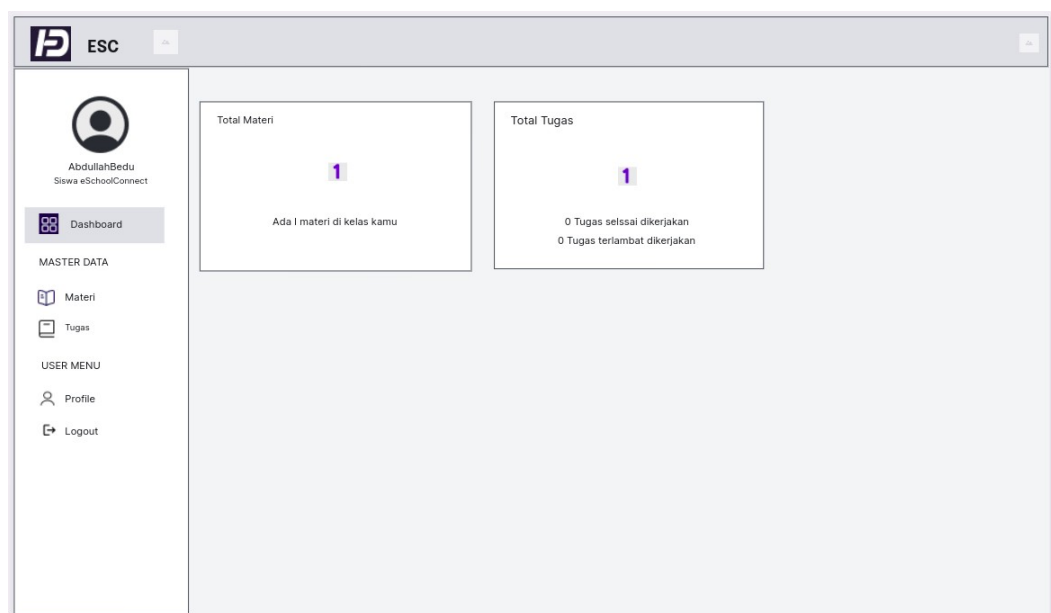 ESC
AbdullahBedu
Siswa eSchoolConnect
Dashboard
MASTER DATA
Materi
Tugas
USER MENU
Profile
Logout
Total Materi
1
Ada I materi di kelas kamu
Total Tugas
1
0 Tugas selssai dikerjakan
0 Tugas terlambat dikerjakan